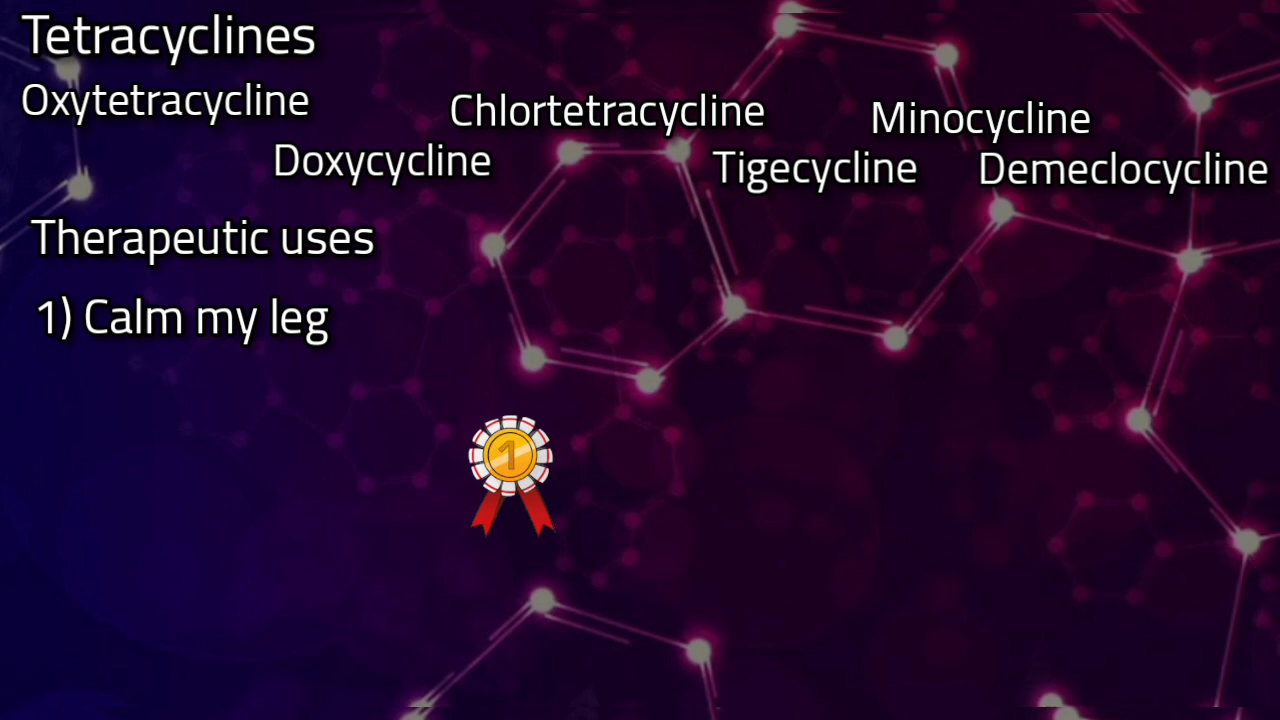 Tetracyclines
Oxytetracycline
Chlortetracycline
Minocycline
Doxycycline
Tigecycline
Demeclocycline
Therapeutic uses
1) Calm my leg
1